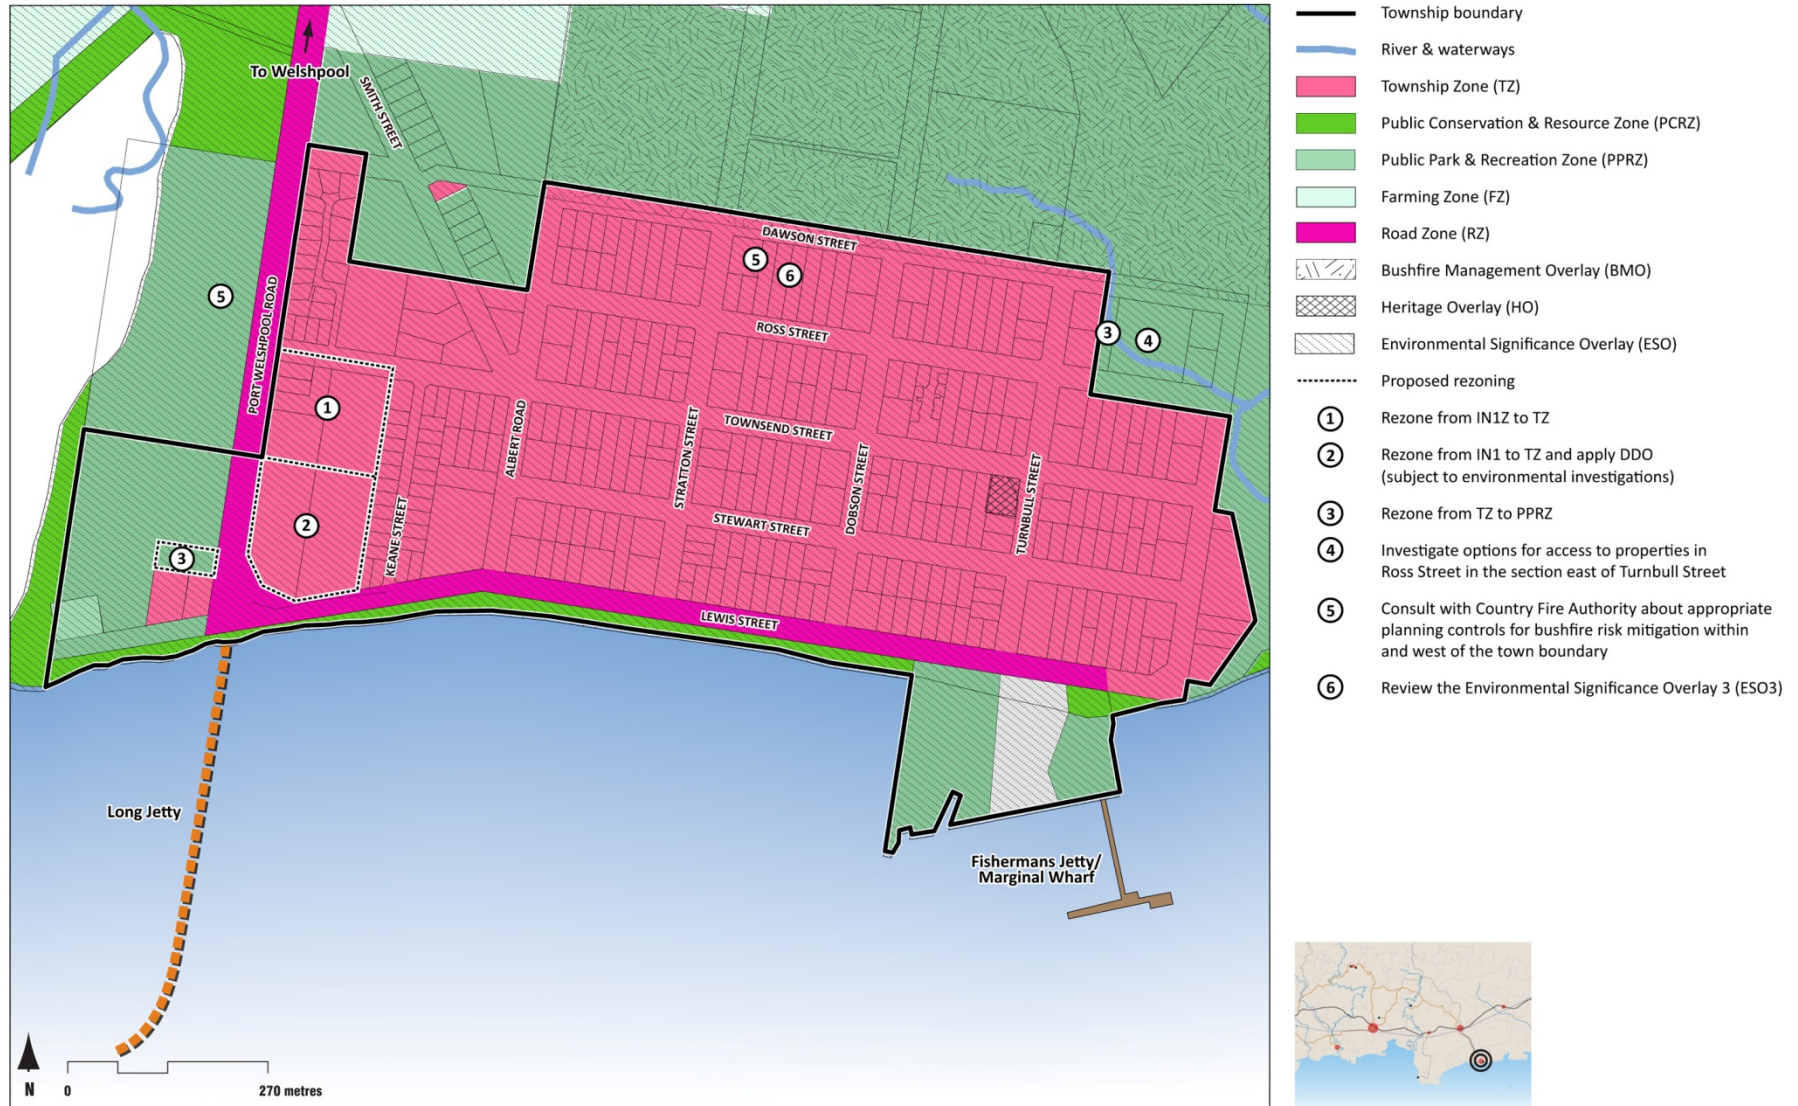 To Welshpool
SMITH STREET
DAWSON STREET
5
6
5
PORT WELSHPOOL ROAD
ROSS STREET
3
4
1
ALBERT ROAD
STRATTON STREET
TOWNSEND STREET
DOBSON STREET
TURNBULL STREET
2
KEANE STREET
STEWART STREET
3
LEWIS STREET
Long Jetty
Fishermans Jetty/
Marginal Wharf
N
0
270 metres
Township boundary
River & waterways
Township Zone (TZ)
Public Conservation & Resource Zone (PCRZ)
Public Park & Recreation Zone (PPRZ)
Farming Zone (FZ)
Road Zone (RZ)
Bushfire Management Overlay (BMO)
Heritage Overlay (HO)
Environmental Significance Overlay (ESO)
Proposed rezoning
1 Rezone from IN1Z to TZ
2 Rezone from IN1 to TZ and apply DDO
(subject to environmental investigations)
3 Rezone from TZ to PPRZ
4 Investigate options for access to properties in
Ross Street in the section east of Turnbull Street
5 Consult with Country Fire Authority about appropriate
planning controls for bushfire risk mitigation within
and west of the town boundary
6 Review the Environmental Significance Overlay 3 (ESO3)